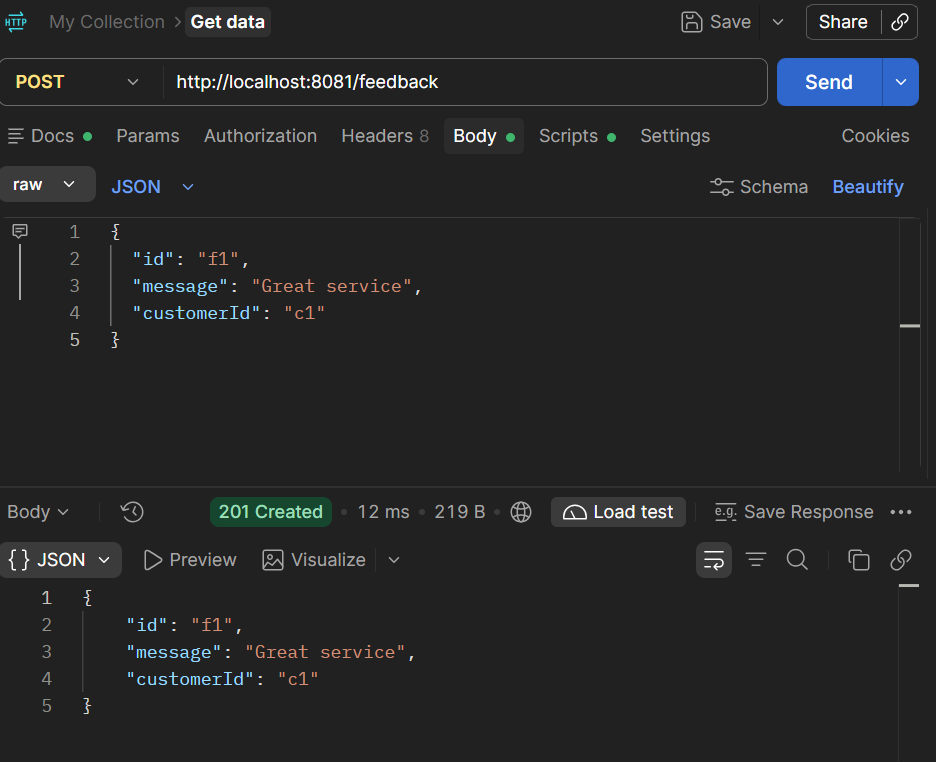 HTTP My Collection > Get data Save Share
POST http://localhost:8081/feedback Send
Docs Params Authorization Headers 8 Body Scripts Settings Cookies
raw JSON Schema Beautify
1 {
2 "id": "f1",
3 "message": "Great service",
4 "customerId": "c1"
5 }
Body 201 Created • 12 ms • 219 B • Load test e.g. Save Response
{} JSON Preview Visualize
1 {
2 "id": "f1",
3 "message": "Great service",
4 "customerId": "c1"
5 }